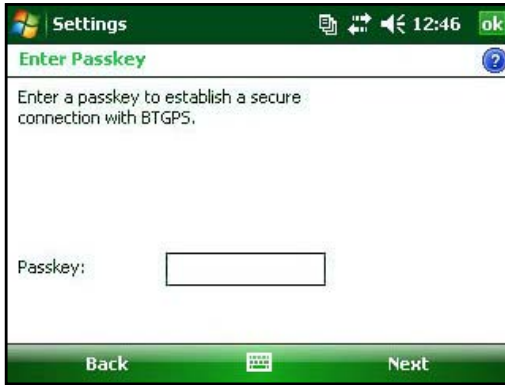 Settings 12:46 ok
Enter Passkey ?
Enter a passkey to establish a secure
connection with BTGPS.
Passkey:
Back Next